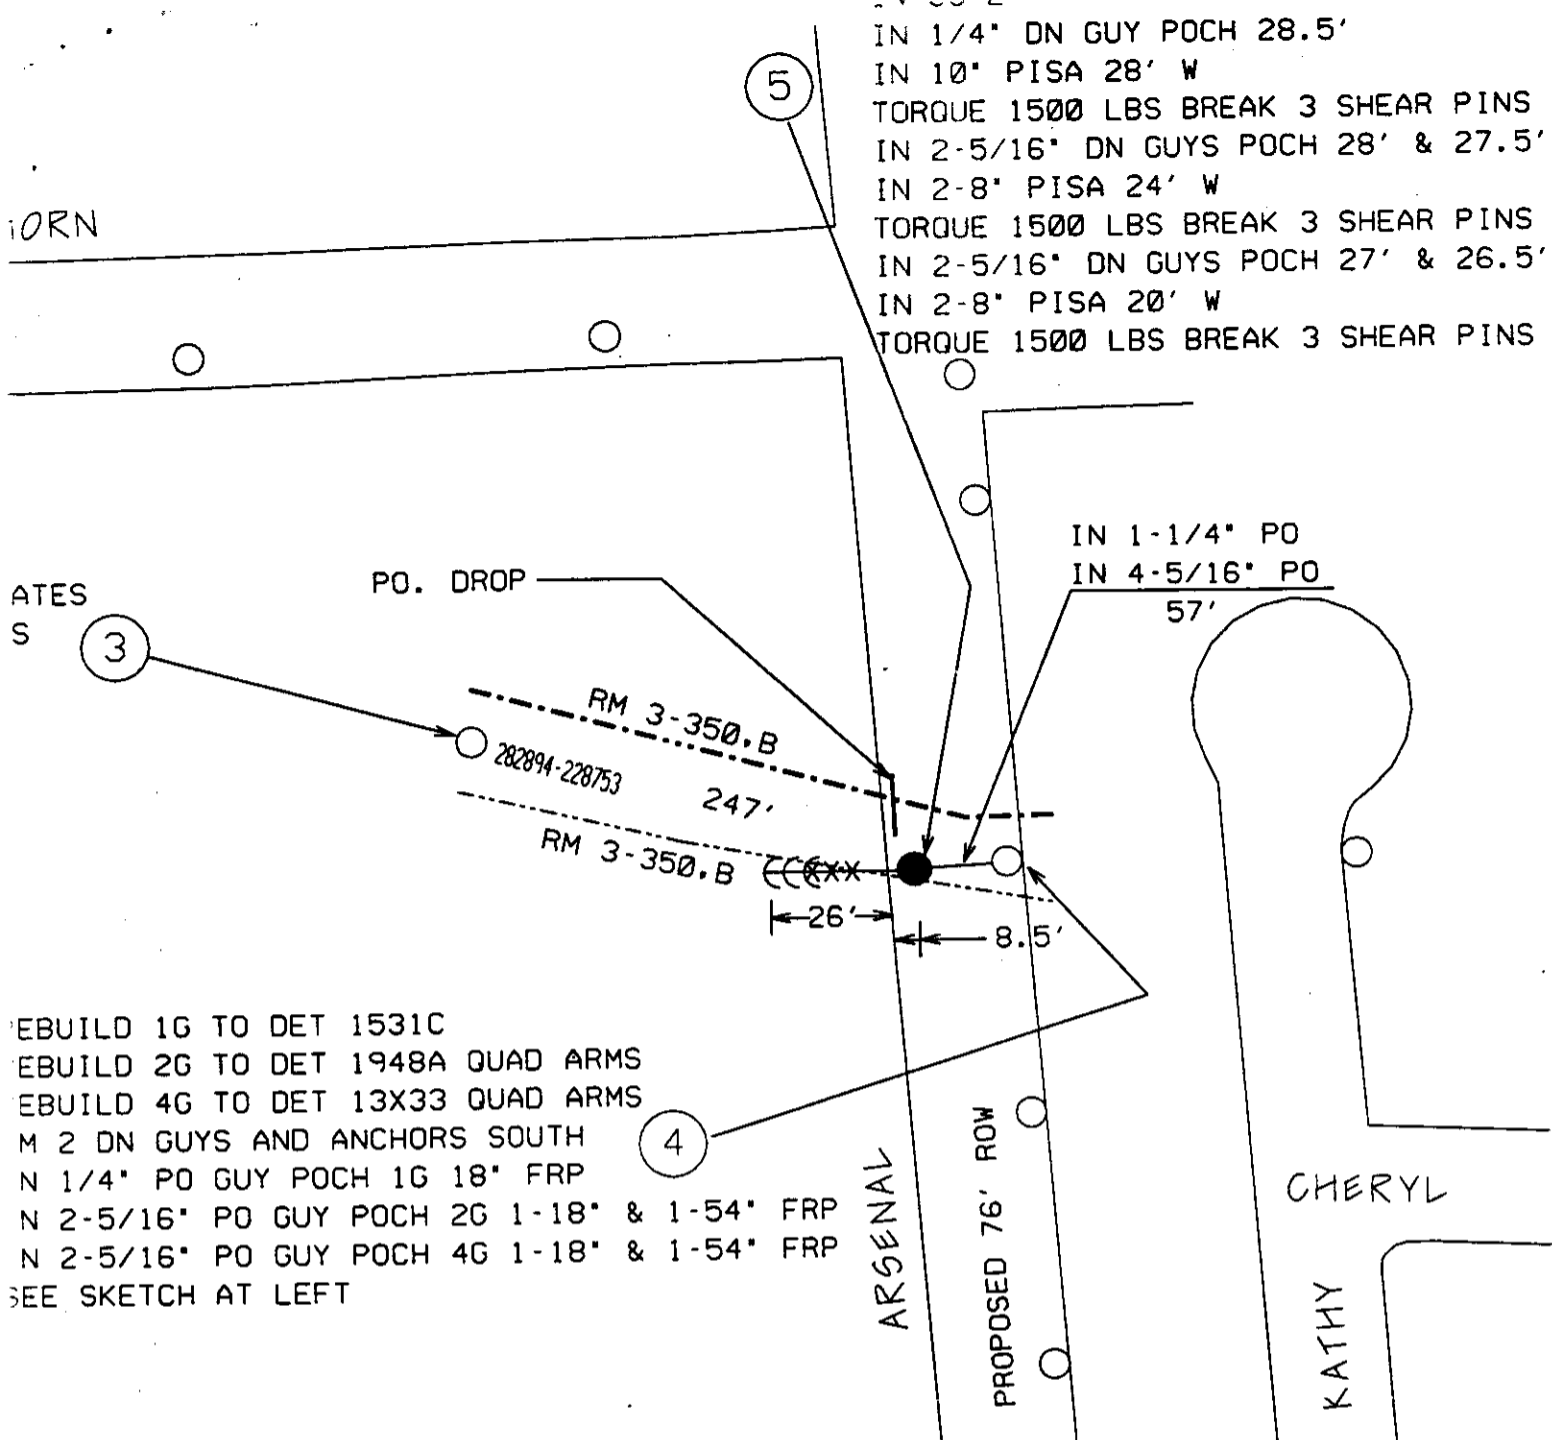 IN 1/4" DN GUY POCH 28.5'
IN 10" PISA 28' W
TORQUE 1500 LBS BREAK 3 SHEAR PINS
IN 2-5/16" DN GUYS POCH 28' & 27.5'
IN 2-8" PISA 24' W
TORQUE 1500 LBS BREAK 3 SHEAR PINS
IN 2-5/16" DN GUYS POCH 27' & 26.5'
IN 2-8" PISA 20' W
TORQUE 1500 LBS BREAK 3 SHEAR PINS
5
ORN
IN 1-1/4" PO
IN 4-5/16" PO
57'
PO. DROP
ATES
S
3
RM 3-350.B
282894-228753
247'
RM 3-350.B
26'
8.5'
EBUILD 1G TO DET 1531C
EBUILD 2G TO DET 1948A QUAD ARMS
EBUILD 4G TO DET 13X33 QUAD ARMS
M 2 DN GUYS AND ANCHORS SOUTH
N 1/4" PO GUY POCH 1G 18" FRP
N 2-5/16" PO GUY POCH 2G 1-18" & 1-54" FRP
N 2-5/16" PO GUY POCH 4G 1-18" & 1-54" FRP
SEE SKETCH AT LEFT
4
ARSENAL
PROPOSED 76' ROW
CHERYL
KATHY